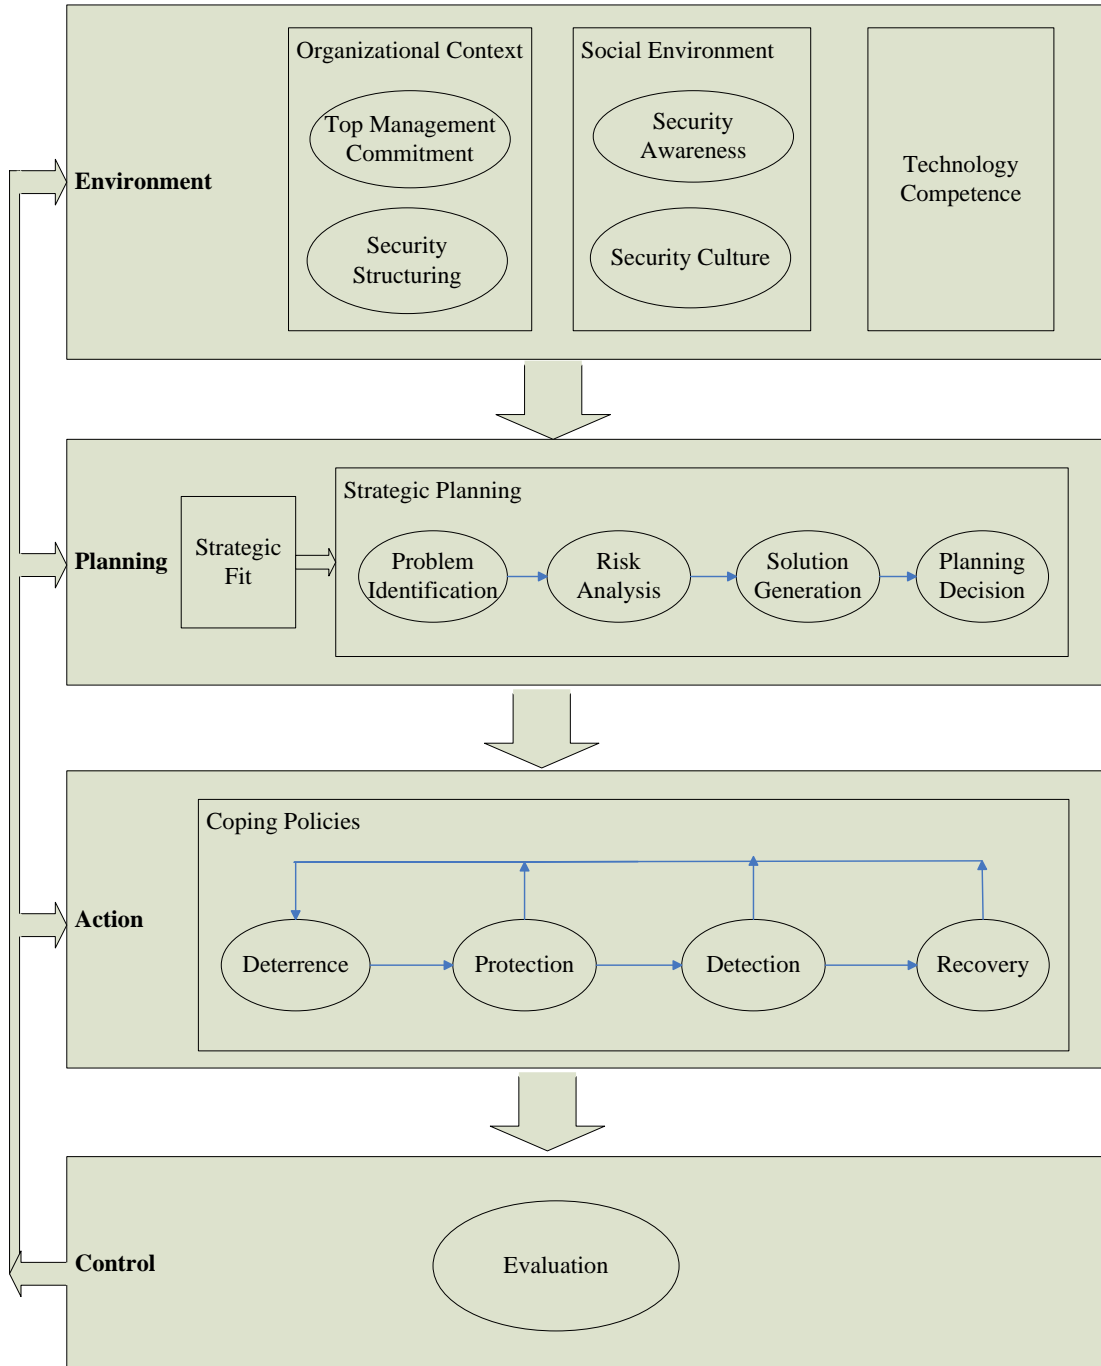 Organizational Context
Social Environment
Top Management
Commitment
Security
Awareness
Technology
Competence
Environment
Security
Structuring
Security Culture
Strategic Planning
Planning
Strategic
Fit
Problem
Identification
Risk
Analysis
Solution
Generation
Planning
Decision
Coping Policies
Action
Deterrence
Protection
Detection
Recovery
Control
Evaluation